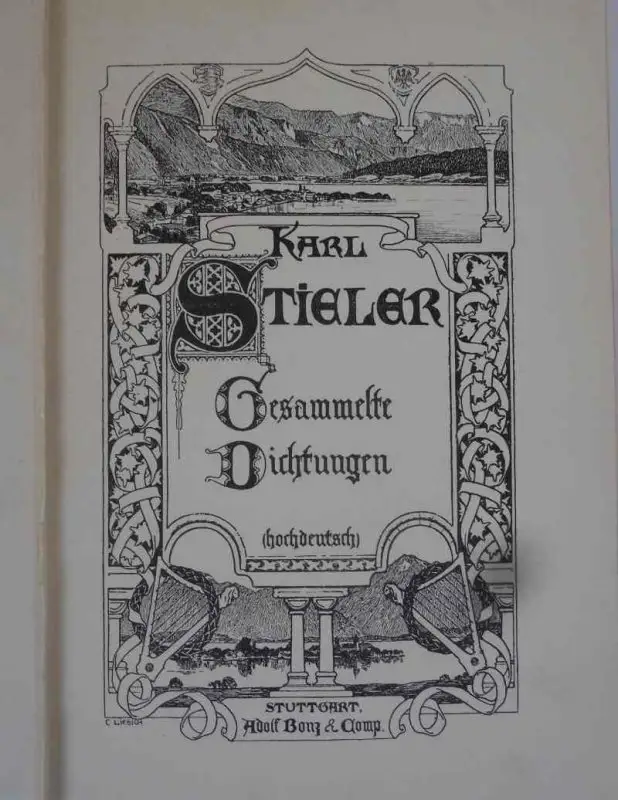 KARL
STIELER
Gesammelte
Dichtungen
(hochdeutsch)
STUTTGART,
Adolf Bonz & Comp.